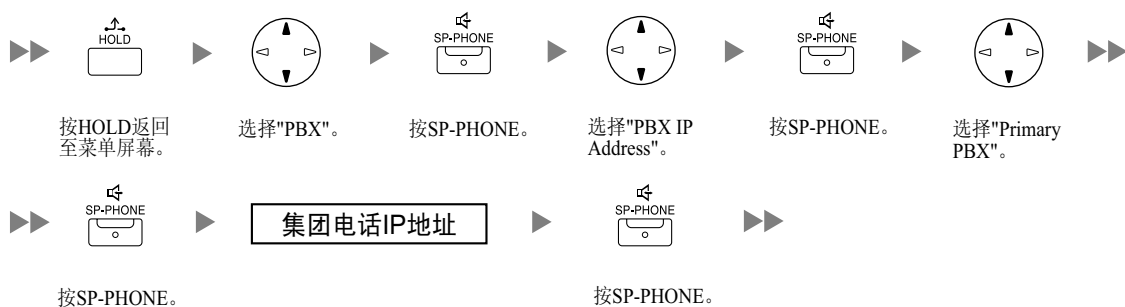 HOLD
SP-PHONE
SP-PHONE
按HOLD返回
至菜单屏幕。
选择"PBX"。
按SP-PHONE。
选择"PBX IP
Address"。
按SP-PHONE。
选择"Primary
PBX"。
SP-PHONE
集团电话IP地址
SP-PHONE
按SP-PHONE。
按SP-PHONE。